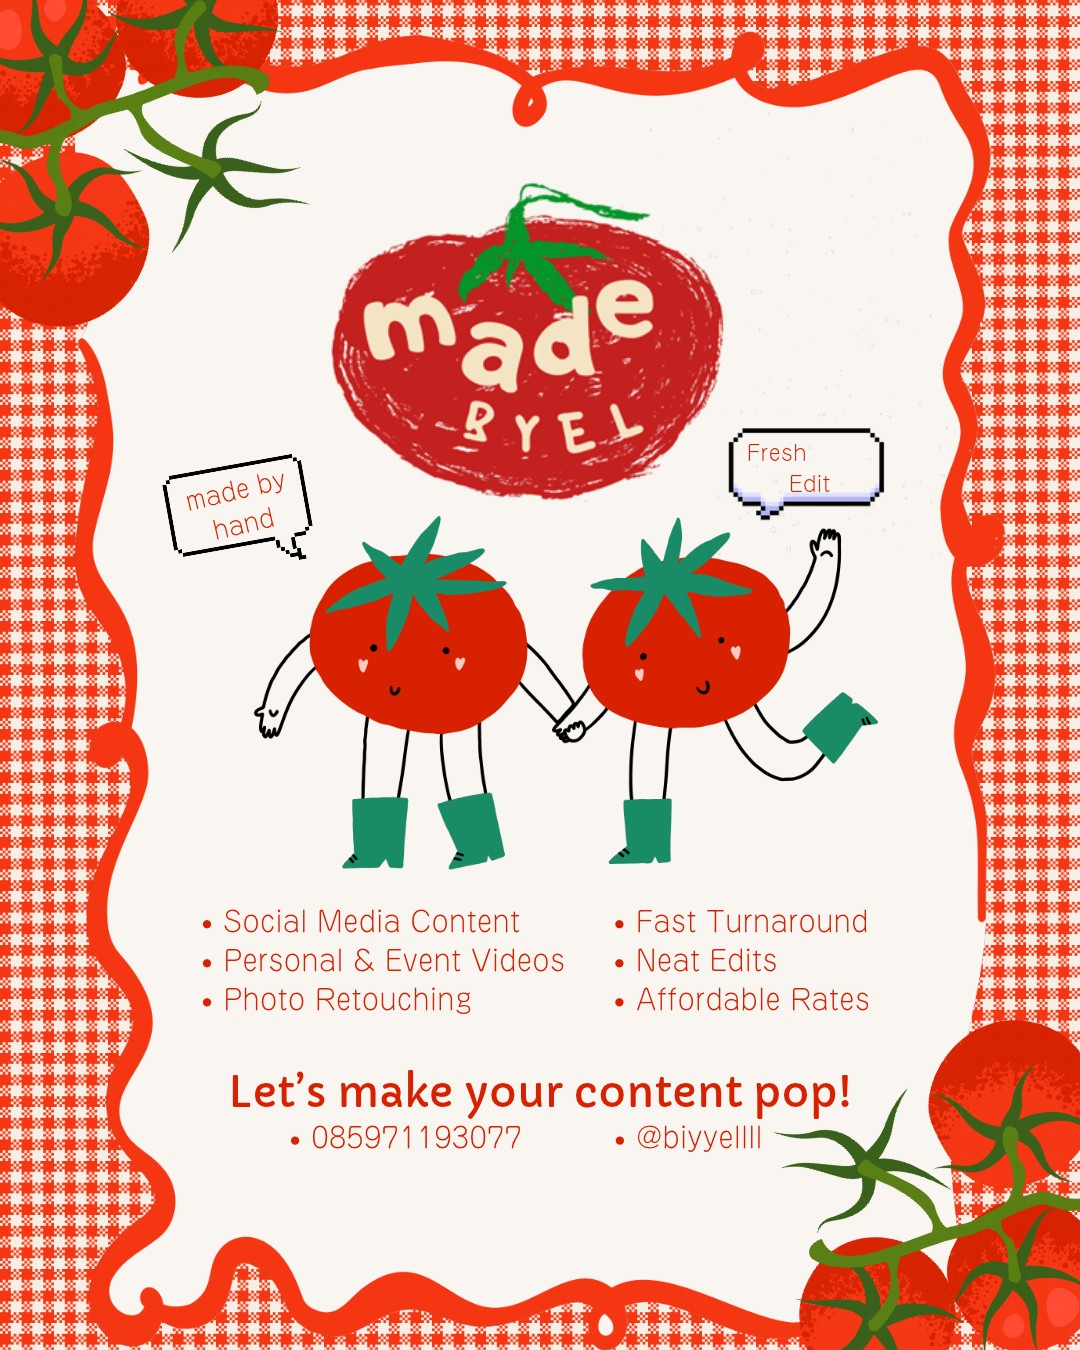 made
BYEL
Fresh
Edit
made by
hand
• Social Media Content
• Personal & Event Videos
• Photo Retouching
• Fast Turnaround
• Neat Edits
• Affordable Rates
Let's make your content pop!
• 085971193077
• @biyyellll